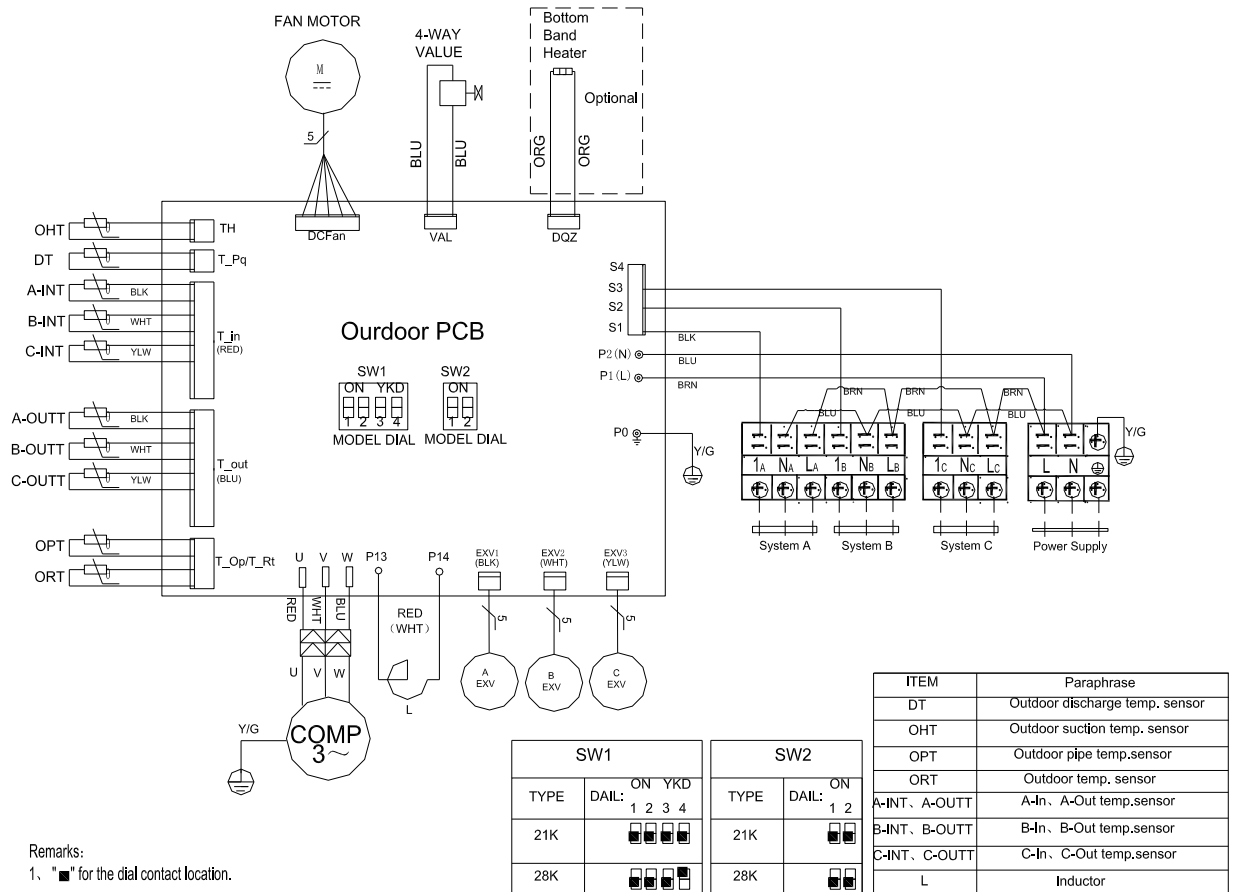 FAN MOTOR
M
5
4-WAY
VALUE
BLU
BLU
Bottom
Band
Heater
Optional
ORG
ORG
DCFan
VAL
DQZ
OHT
TH
DT
T_Pq
A-INT
BLK
B-INT
WHT
C-INT
YLW
T_in
(RED)
A-OUTT
BLK
B-OUTT
WHT
C-OUTT
YLW
T_out
(BLU)
OPT
ORT
T_Op/T_Rt
Ourdoor PCB
SW1
ON YKD
1 2 3 4
MODEL DIAL
SW2
ON
1 2
MODEL DIAL
S4
S3
S2
S1
BLK
P2(N)
BLU
P1(L)
BRN
P0
Y/G
BRN
BRN
BRN
BLU
BLU
BLU
Y/G
1A NA LA 1B NB LB
1C NC LC
L N
System A
System B
System C
Power Supply
U V W
P13
P14
EXV1
(BLK)
EXV2
(WHT)
EXV3
(YLW)
RED
WHT
BLU
RED
(WHT)
5
5
5
U V W
L
A
EXV
B
EXV
C
EXV
Y/G
COMP
3~
SW1
TYPE
DAIL:
ON YKD
1 2 3 4
21K
28K
SW2
TYPE
DAIL:
ON
1 2
21K
28K
ITEM Paraphrase
DT Outdoor discharge temp. sensor
OHT Outdoor suction temp. sensor
OPT Outdoor pipe temp.sensor
ORT Outdoor temp. sensor
A-INT、A-OUTT A-In、A-Out temp.sensor
B-INT、B-OUTT B-In、B-Out temp.sensor
C-INT、C-OUTT C-In、C-Out temp.sensor
L Inductor
Remarks:
1、"■" for the dial contact location.